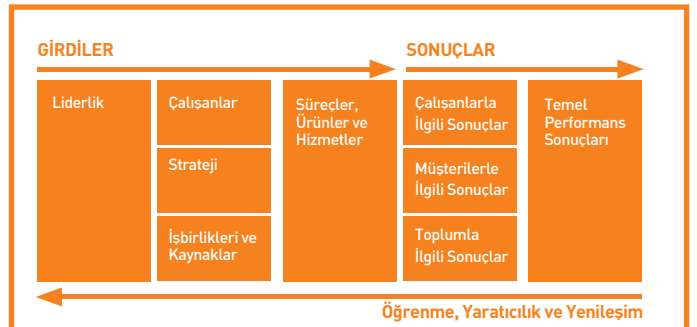 GİRDİLER
SONUÇLAR
Liderlik
Çalışanlar
Strateji
İşbirlikleri ve
Kaynaklar
Süreçler,
Ürünler ve
Hizmetler
Çalışanlarla
İlgili Sonuçlar
Müşterilerle
İlgili Sonuçlar
Toplumla
İlgili Sonuçlar
Temel
Performans
Sonuçları
Öğrenme, Yaratıcılık ve Yenileşim